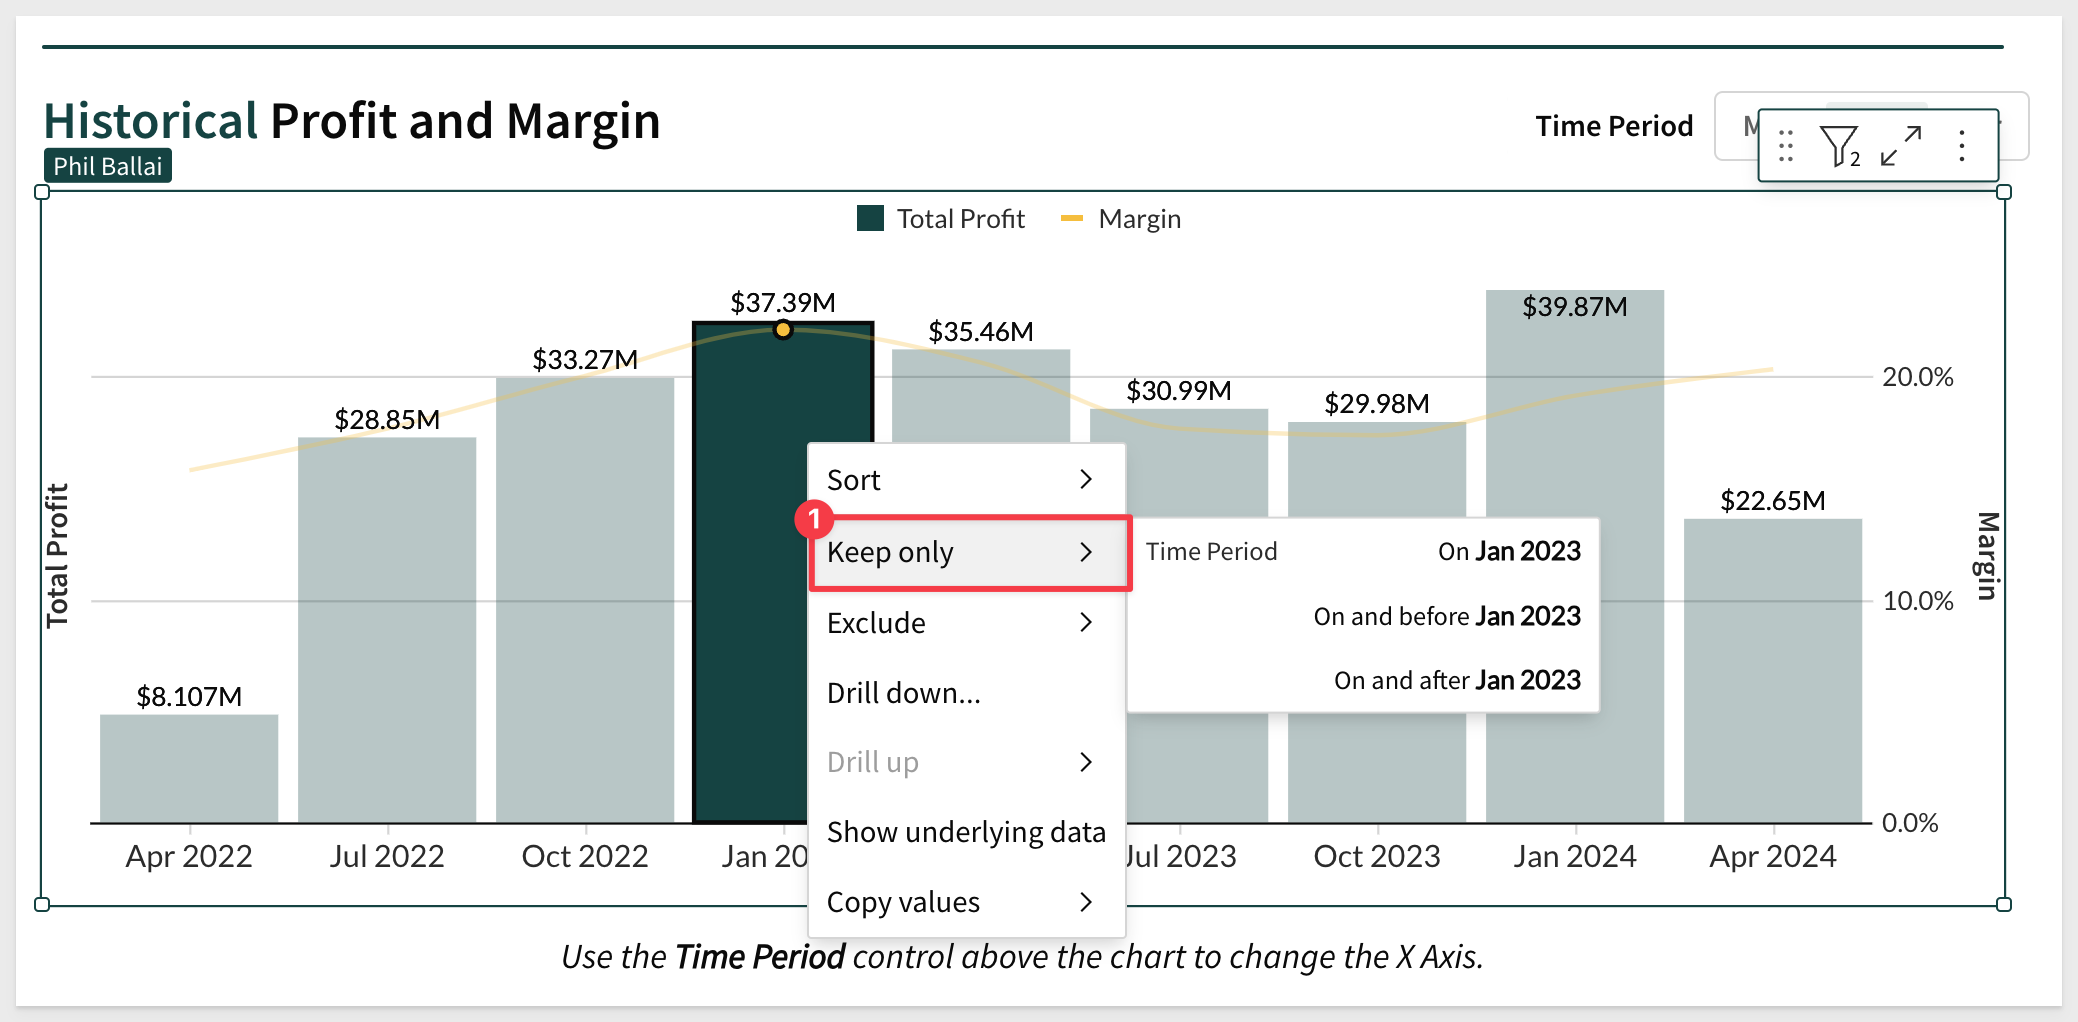 Historical Profit and Margin
Time Period
M
2
Phil Ballai
Total Profit
Margin
$37.39M
$39.87M
$35.46M
$33.27M
20.0%
$30.99M
$29.98M
$28.85M
Sort
$22.65M
1
Keep only
Time Period
On Jan 2023
Total Profit
Margin
10.0%
On and before Jan 2023
Exclude
On and after Jan 2023
Drill down...
$8.107M
Drill up
Show underlying data
0.0%
Apr 2022
Jul 2022
Oct 2022
Jan 20
Jul 2023
Oct 2023
Jan 2024
Apr 2024
Copy values
Use the Time Period control above the chart to change the X Axis.